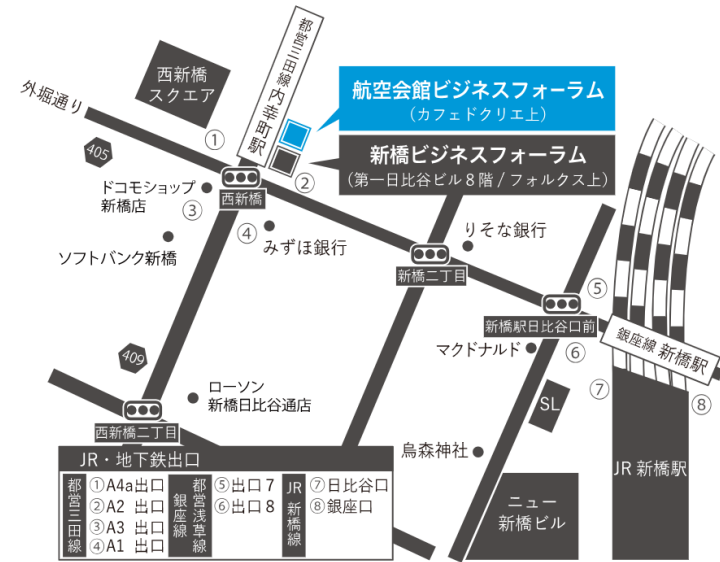 外堀通り
西新橋
スクエア
都営三田線内幸町駅
航空会館ビジネスフォーラム
（カフェドクリエ上）
新橋ビジネスフォーラム
（第一日比谷ビル８階 / フォルクス上）
405
①
②
ドコモショップ
新橋店
③
西新橋
④
みずほ銀行
ソフトバンク新橋
りそな銀行
新橋二丁目
⑤
新橋駅日比谷口前
銀座線 新橋駅
マクドナルド
⑥
⑦
⑧
409
ローソン
新橋日比谷通店
SL
西新橋二丁目
烏森神社
JR 新橋駅
ニュー
新橋ビル
JR・地下鉄出口
都営三田線
①A4a出口
②A2 出口
③A3 出口
④A1 出口
銀座線
都営浅草線
⑤出口 7
⑥出口 8
JR 新橋線
⑦日比谷口
⑧銀座口